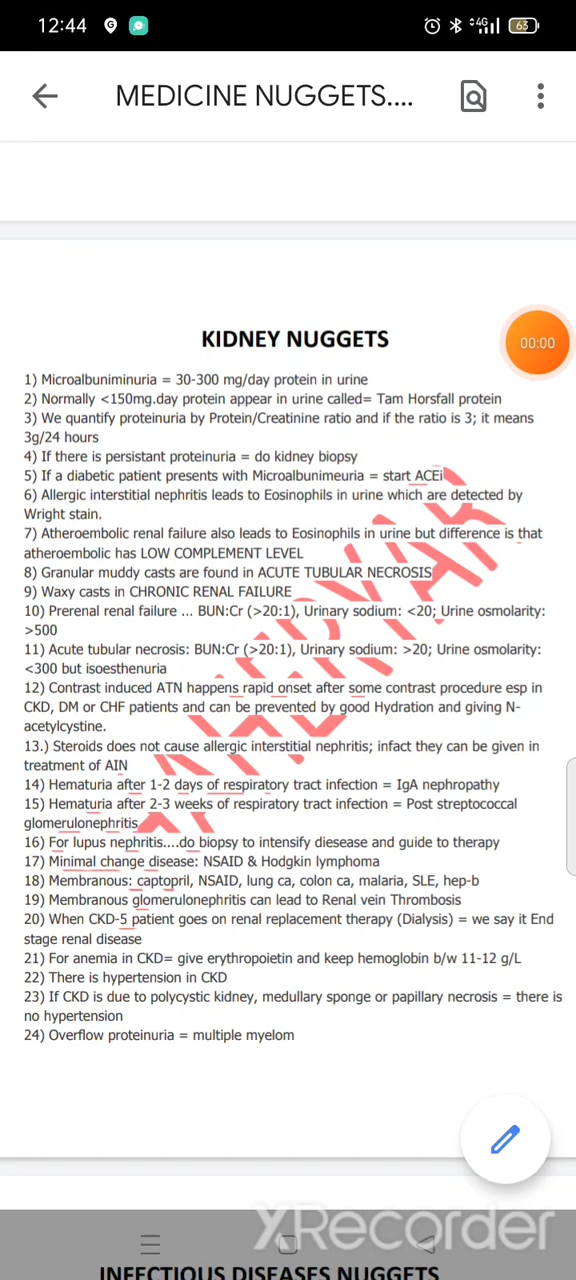 12:44
4G
63
MEDICINE NUGGETS....
KIDNEY NUGGETS
00:00
1) Microalbuniminuria = 30-300 mg/day protein in urine
2) Normally <150mg.day protein appear in urine called= Tam Horsfall protein
3) We quantify proteinuria by Protein/Creatinine ratio and if the ratio is 3; it means
3g/24 hours
4) If there is persistant proteinuria = do kidney biopsy
5) If a diabetic patient presents with Microalbunimeuria = start ACEi
6) Allergic interstitial nephritis leads to Eosinophils in urine which are detected by
Wright stain.
7) Atheroembolic renal failure also leads to Eosinophils in urine but difference is that
atheroembolic has LOW COMPLEMENT LEVEL
8) Granular muddy casts are found in ACUTE TUBULAR NECROSIS
9) Waxy casts in CHRONIC RENAL FAILURE
10) Prerenal renal failure ... BUN:Cr (>20:1), Urinary sodium: <20; Urine osmolarity:
>500
11) Acute tubular necrosis: BUN:Cr (>20:1), Urinary sodium: >20; Urine osmolarity:
<300 but isoesthenuria
12) Contrast induced ATN happens rapid onset after some contrast procedure esp in
CKD, DM or CHF patients and can be prevented by good Hydration and giving N-
acetylcystine.
13.) Steroids does not cause allergic interstitial nephritis; infact they can be given in
treatment of AIN
14) Hematuria after 1-2 days of respiratory tract infection = IgA nephropathy
15) Hematuria after 2-3 weeks of respiratory tract infection = Post streptococcal
glomerulonephritis
16) For lupus nephritis....do biopsy to intensify diesease and guide to therapy
17) Minimal change disease: NSAID & Hodgkin lymphoma
18) Membranous: captopril, NSAID, lung ca, colon ca, malaria, SLE, hep-b
19) Membranous glomerulonephritis can lead to Renal vein Thrombosis
20) When CKD-5 patient goes on renal replacement therapy (Dialysis) = we say it End
stage renal disease
21) For anemia in CKD= give erythropoietin and keep hemoglobin b/w 11-12 g/L
22) There is hypertension in CKD
23) If CKD is due to polycystic kidney, medullary sponge or papillary necrosis = there is
no hypertension
24) Overflow proteinuria = multiple myelom
XRecorder
INFECTIOUS DISEASES NUGGETS